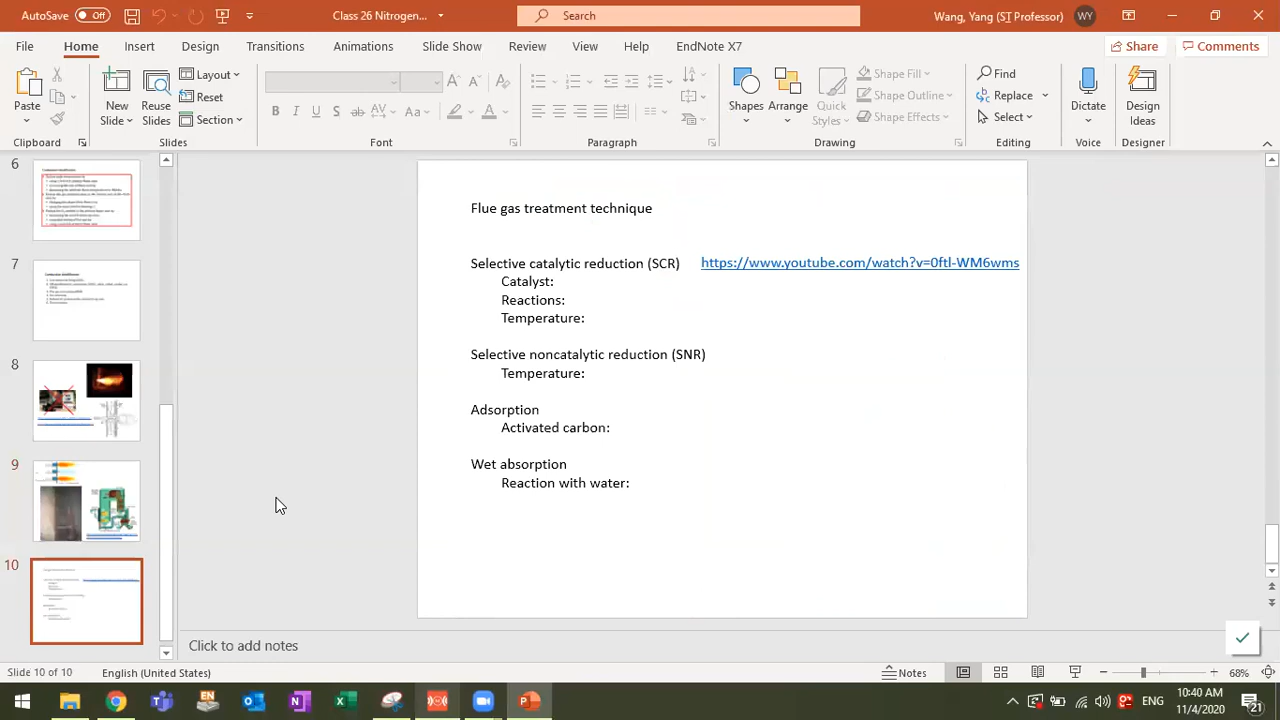 AutoSave Off
Class 26 Nitrogen...
Search
Wang, Yang (ST Professor)
WY
File
Home
Insert
Design
Transitions
Animations
Slide Show
Review
View
Help
EndNote X7
Share
Comments
Paste
New Slide
Reuse Slides
Layout
Reset
Section
Shapes
Arrange
Quick Styles
Shape Fill
Shape Outline
Shape Effects
Find
Replace
Select
Dictate
Design Ideas
Clipboard
Slides
Font
Paragraph
Drawing
Editing
Voice
Designer
6
7
8
9
10
Flue gas treatment technique
Selective catalytic reduction (SCR) https://www.youtube.com/watch?v=0ftl-WM6wms
Catalyst:
Reactions:
Temperature:
Selective noncatalytic reduction (SNR)
Temperature:
Adsorption
Activated carbon:
Wet absorption
Reaction with water:
Click to add notes
Slide 10 of 10
English (United States)
Notes
68%
ENG
10:40 AM
11/4/2020
21